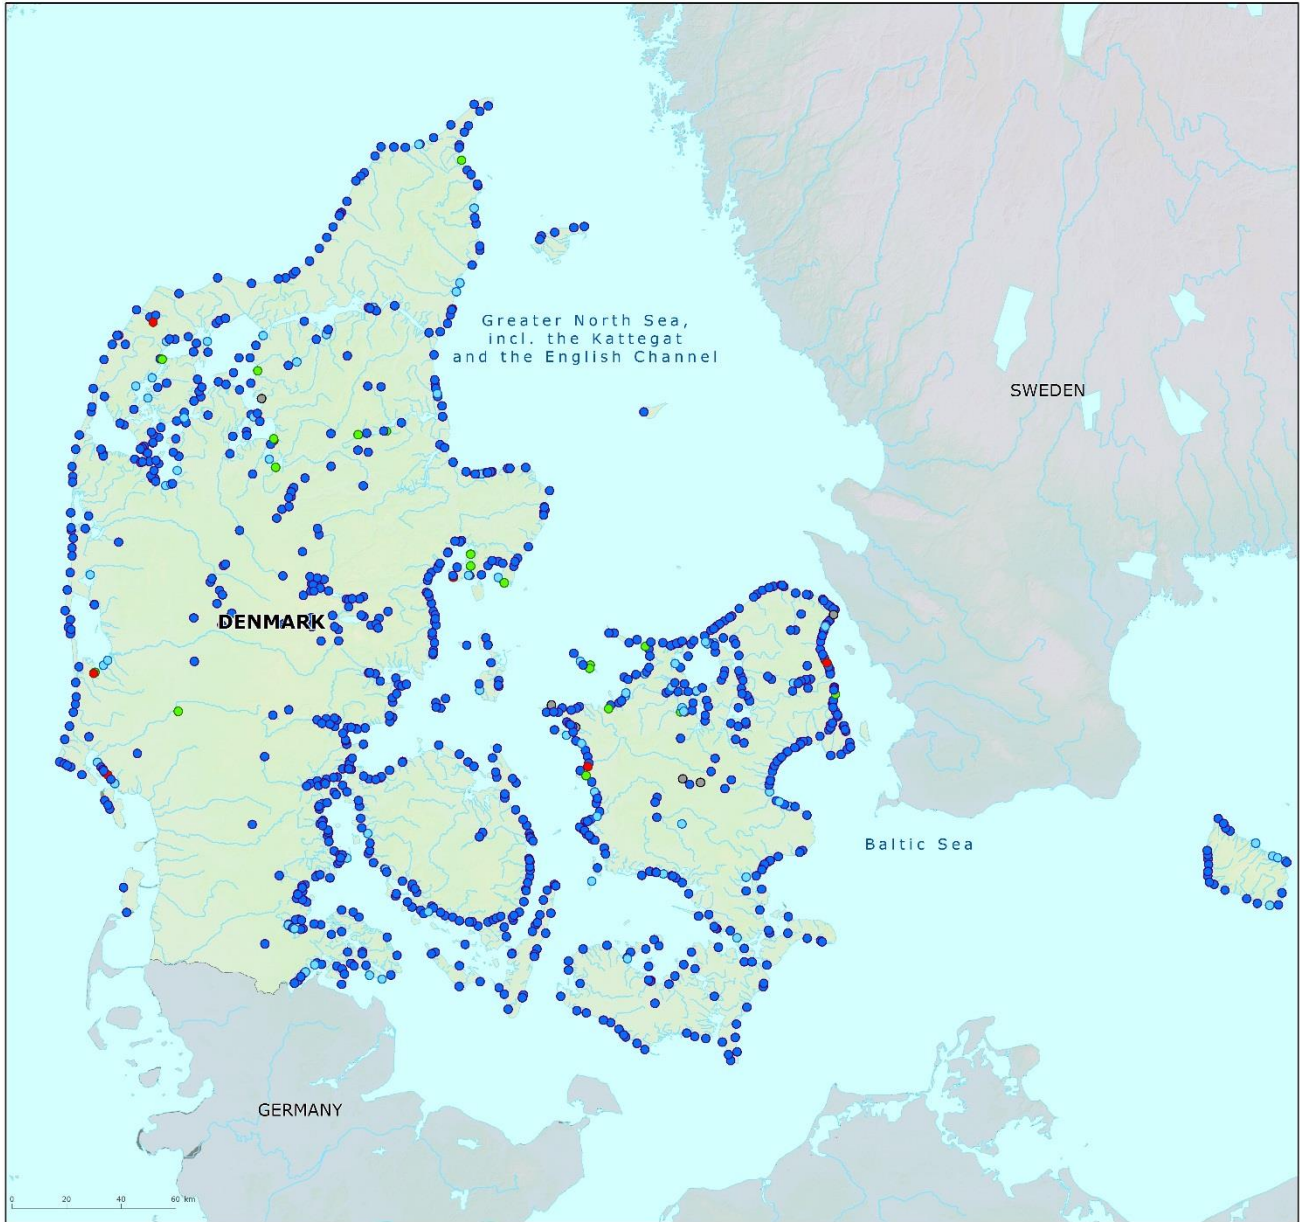 Greater North Sea,
incl. the Kattegat
and the English Channel
SWEDEN
DENMARK
Baltic Sea
GERMANY
0 20 40 60 km